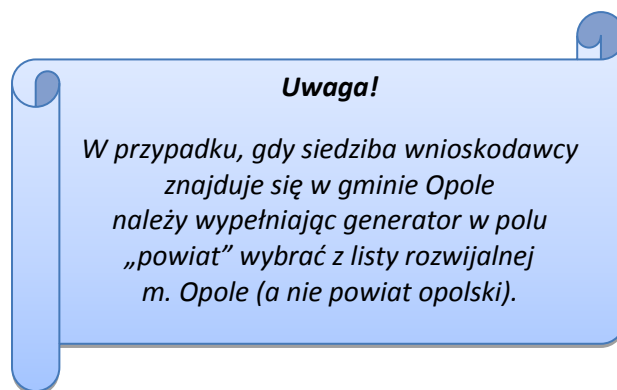 Uwaga!
W przypadku, gdy siedziba wnioskodawcy
znajduje się w gminie Opole
należy wypełniając generator w polu
„powiat” wybrać z listy rozwijalnej
m. Opole (a nie powiat opolski).